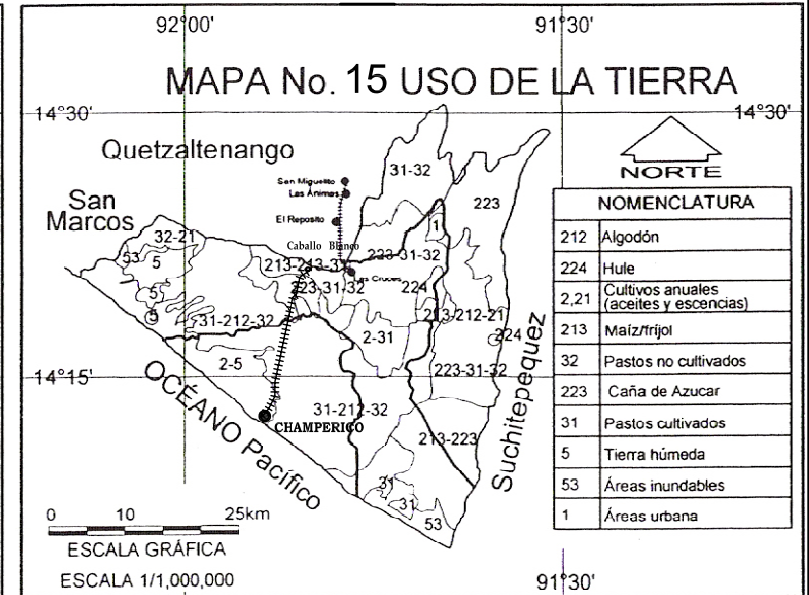 92°00'
91°30'
MAPA No. 15 USO DE LA TIERRA
14°30'
14°30'
Quetzaltenango
San
Marcos
San Miguelito
Las Ánimas
El Reposito
Caballo Blanco
Las Cruces
NORTE
31-32
223
1
32-21
53
5
5
5
213-213-31
223-31-32
223-31-32
224
213-212-21
224
31-212-32
2-31
223-31-32
2-5
14°15'
31-212-32
CHAMPERICO
213-223
31
31
53
OCÉANO Pacífico
Suchitepequez
NOMENCLATURA
212 Algodón
224 Hule
2,21 Cultivos anuales
(aceites y escencias)
213 Maíz/fríjol
32 Pastos no cultivados
223 Caña de Azucar
31 Pastos cultivados
5 Tierra húmeda
53 Áreas inundables
1 Áreas urbana
0 10 25km
ESCALA GRÁFICA
ESCALA 1/1,000,000
91°30'